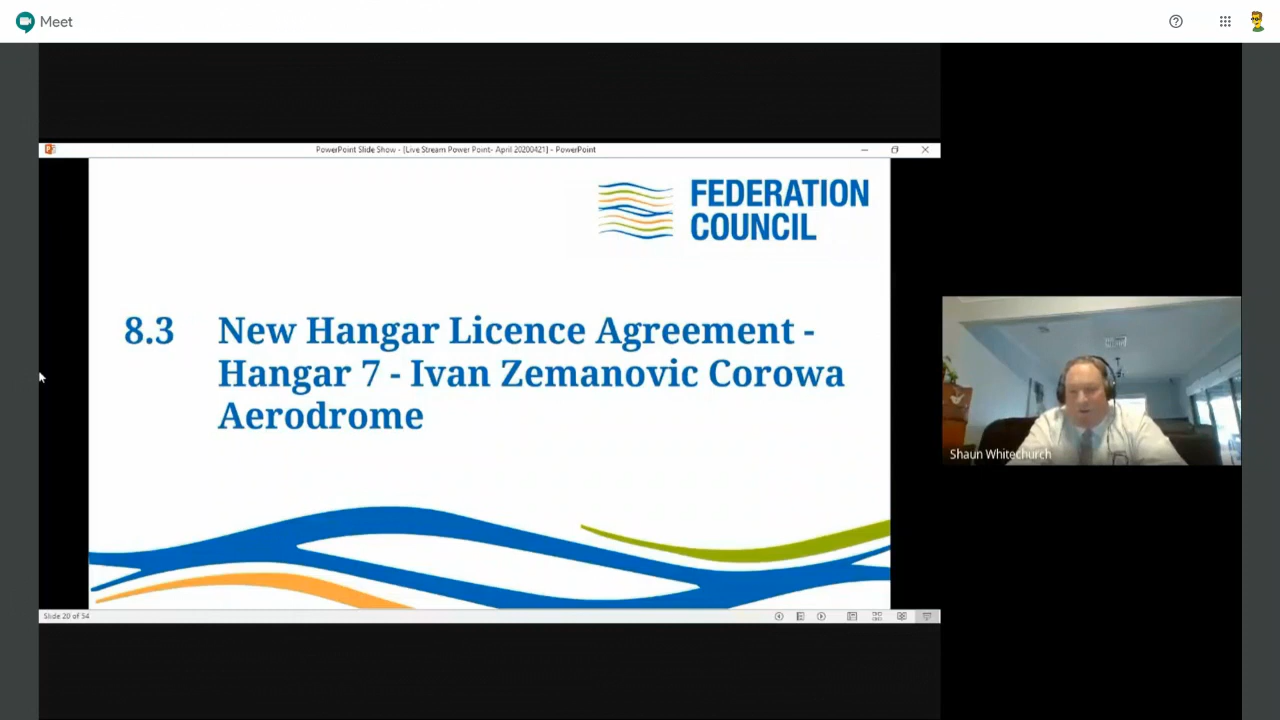 Meet
PowerPoint Slide Show - [Live Stream Power Point- April 20200421] - PowerPoint
FEDERATION
COUNCIL
8.3 New Hangar Licence Agreement -
Hangar 7 - Ivan Zemanovic Corowa
Aerodrome
Shaun Whitechurch
Slide 20 of 54